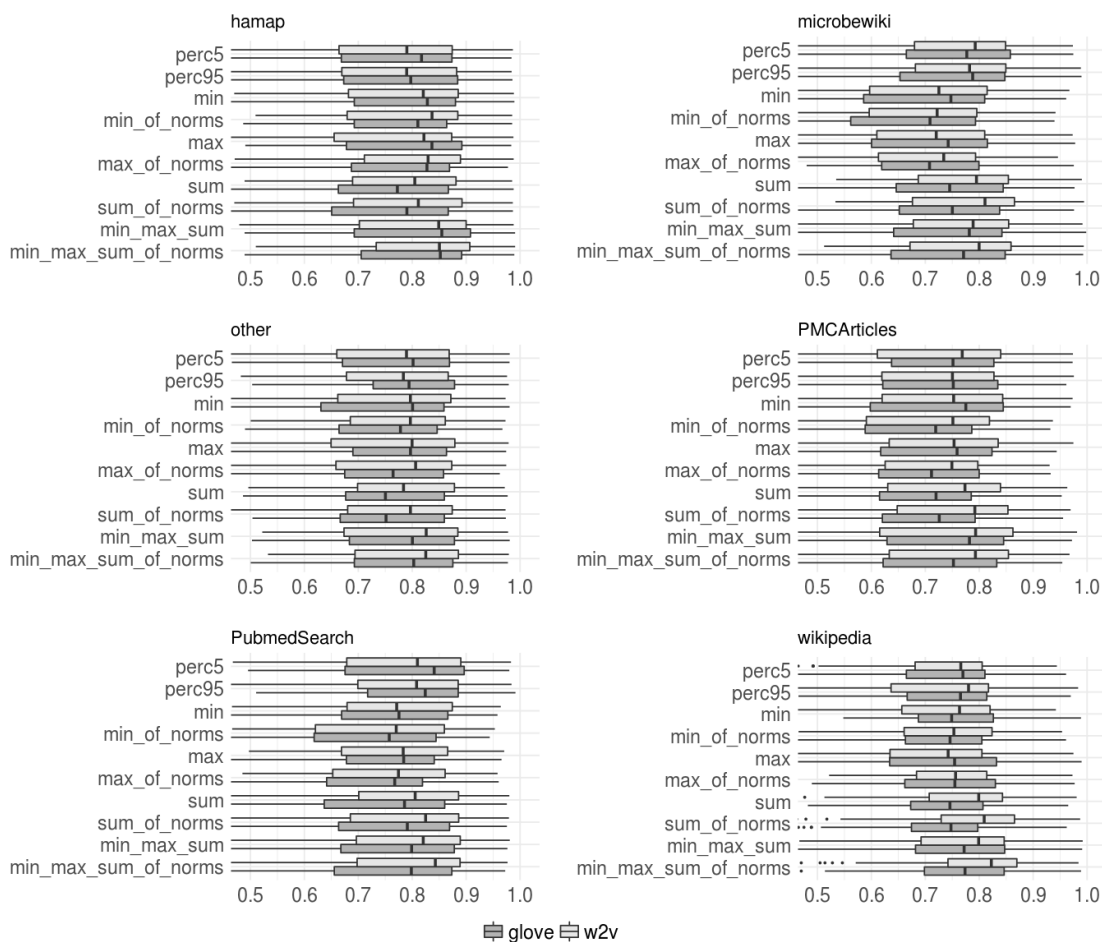 hamap
perc5
perc95
min
min_of_norms
max
max_of_norms
sum
sum_of_norms
min_max_sum
min_max_sum_of_norms
0.5 0.6 0.7 0.8 0.9 1.0
microbewiki
perc5
perc95
min
min_of_norms
max
max_of_norms
sum
sum_of_norms
min_max_sum
min_max_sum_of_norms
0.5 0.6 0.7 0.8 0.9 1.0
other
perc5
perc95
min
min_of_norms
max
max_of_norms
sum
sum_of_norms
min_max_sum
min_max_sum_of_norms
0.5 0.6 0.7 0.8 0.9 1.0
PMCArticles
perc5
perc95
min
min_of_norms
max
max_of_norms
sum
sum_of_norms
min_max_sum
min_max_sum_of_norms
0.5 0.6 0.7 0.8 0.9 1.0
PubmedSearch
perc5
perc95
min
min_of_norms
max
max_of_norms
sum
sum_of_norms
min_max_sum
min_max_sum_of_norms
0.5 0.6 0.7 0.8 0.9 1.0
wikipedia
perc5
perc95
min
min_of_norms
max
max_of_norms
sum
sum_of_norms
min_max_sum
min_max_sum_of_norms
0.5 0.6 0.7 0.8 0.9 1.0
glove w2v